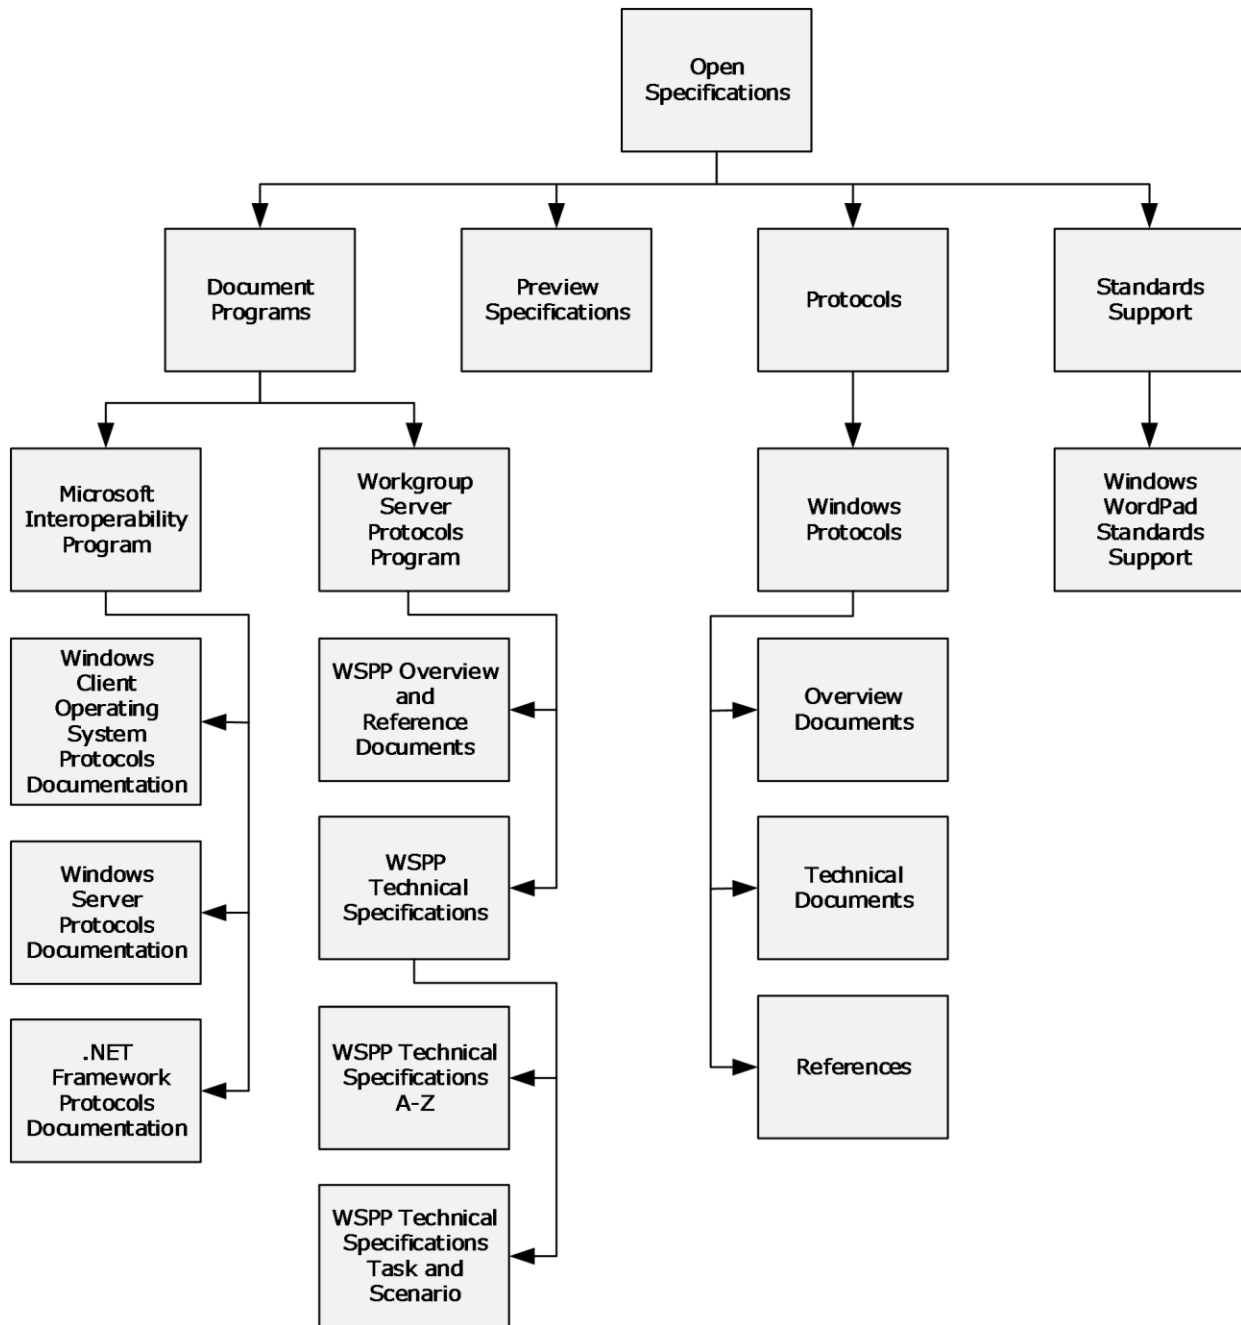 Open
Specifications
Document
Programs
Preview
Specifications
Protocols
Standards
Support
Microsoft
Interoperability
Program
Workgroup
Server
Protocols
Program
Windows
Protocols
Windows
WordPad
Standards
Support
Windows
Client
Operating
System
Protocols
Documentation
WSPP Overview
and
Reference
Documents
Overview
Documents
Windows
Server
Protocols
Documentation
WSPP
Technical
Specifications
Technical
Documents
.NET
Framework
Protocols
Documentation
WSPP Technical
Specifications
A-Z
References
WSPP Technical
Specifications
Task and
Scenario